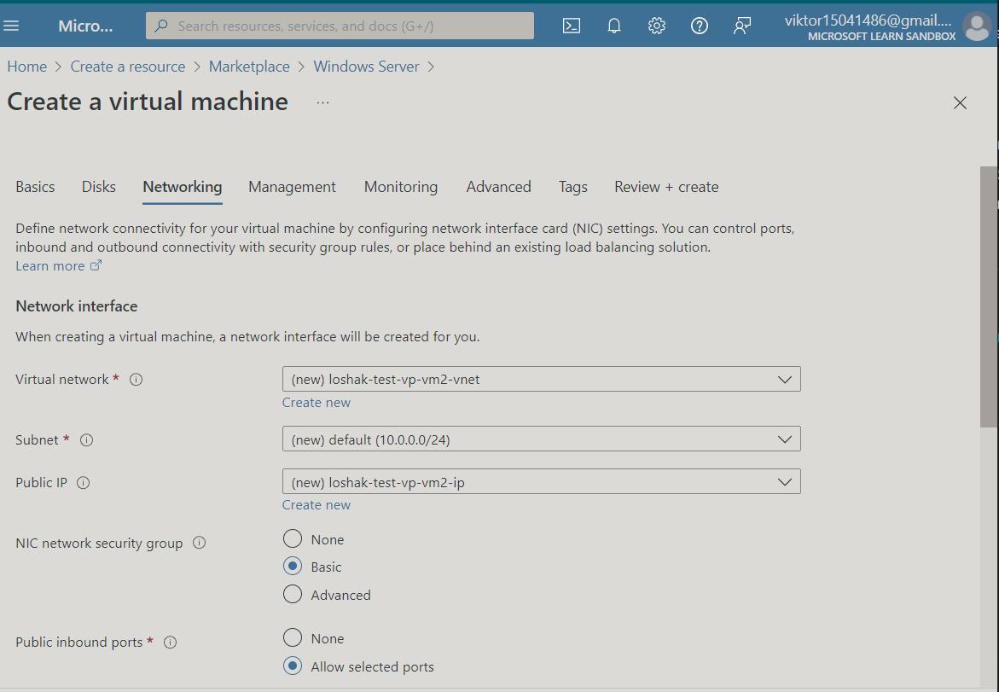 Micro...
Search resources, services, and docs (G+/)
viktor15041486@gmail....
MICROSOFT LEARN SANDBOX
Home > Create a resource > Marketplace > Windows Server >
Create a virtual machine ...
Basics Disks Networking Management Monitoring Advanced Tags Review + create
Define network connectivity for your virtual machine by configuring network interface card (NIC) settings. You can control ports,
inbound and outbound connectivity with security group rules, or place behind an existing load balancing solution.
Learn more
Network interface
When creating a virtual machine, a network interface will be created for you.
Virtual network * (new) loshak-test-vp-vm2-vnet
Create new
Subnet * (new) default (10.0.0.0/24)
Public IP (new) loshak-test-vp-vm2-ip
Create new
NIC network security group None
Basic
Advanced
Public inbound ports * None
Allow selected ports